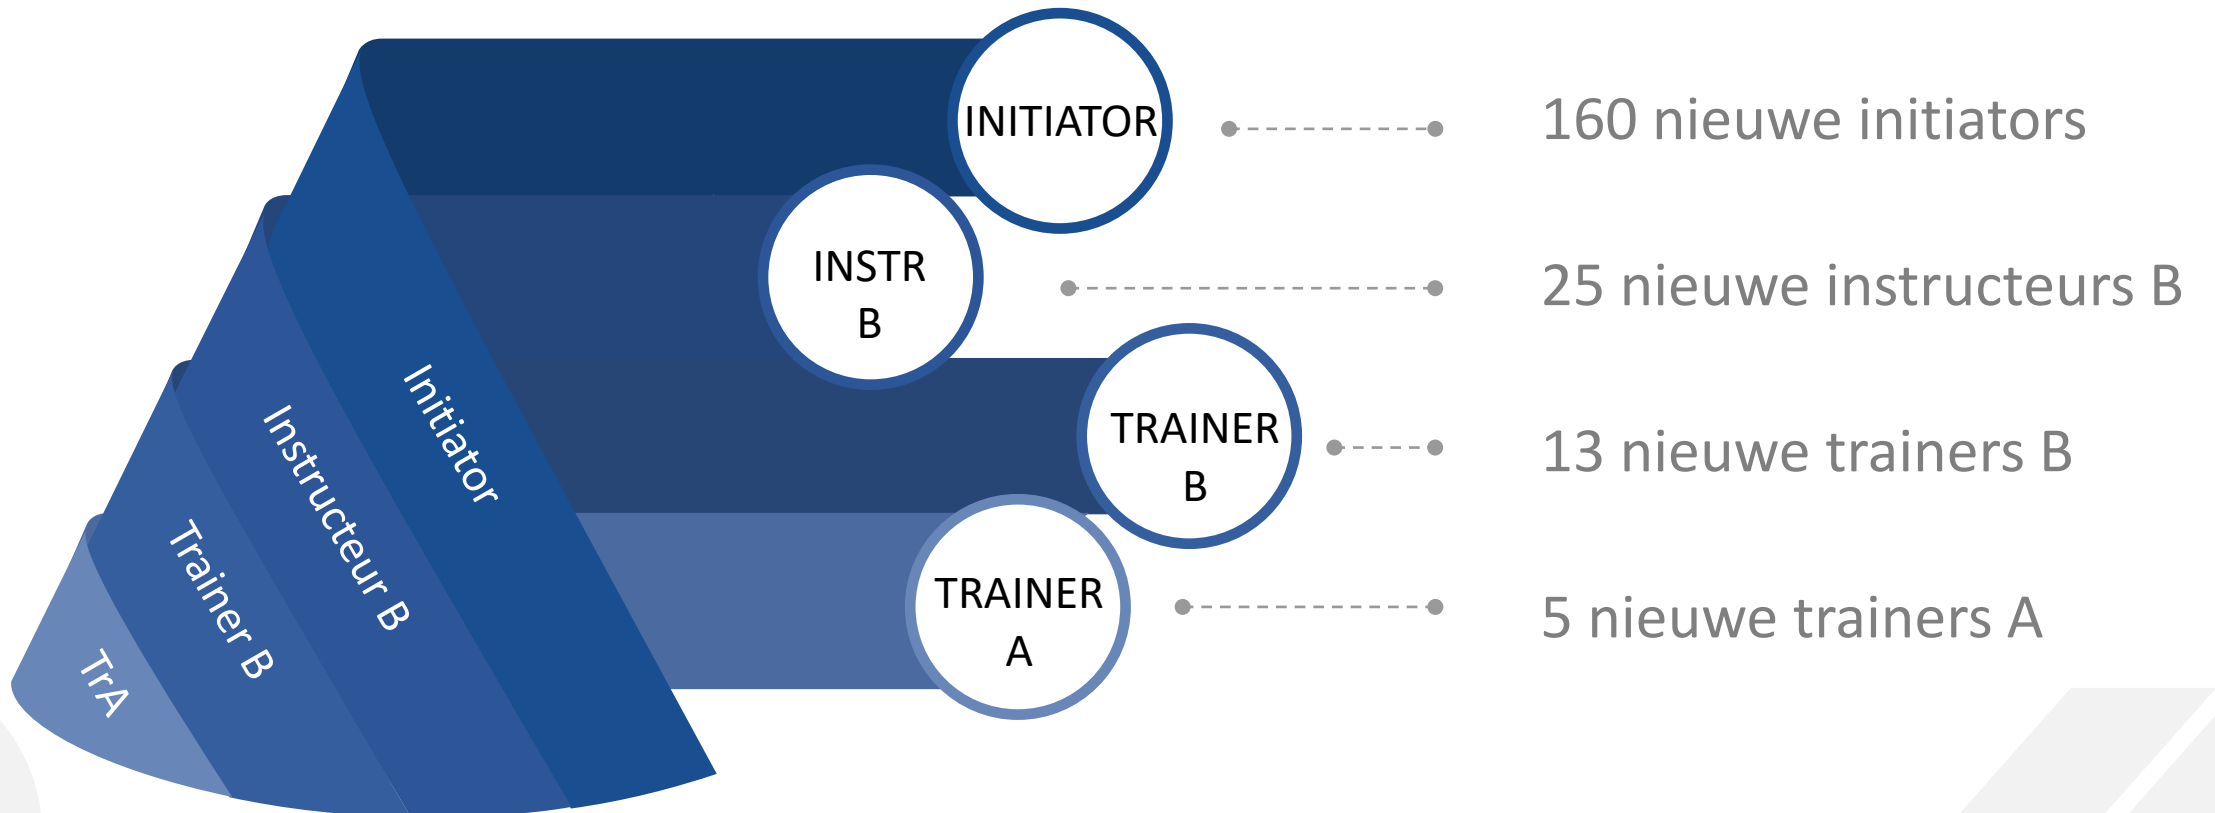 INITIATOR
160 nieuwe initiators
INSTR
B
25 nieuwe instructeurs B
TRAINER
B
13 nieuwe trainers B
TRAINER
A
5 nieuwe trainers A
Initiator
Instructeur B
Trainer B
TrA